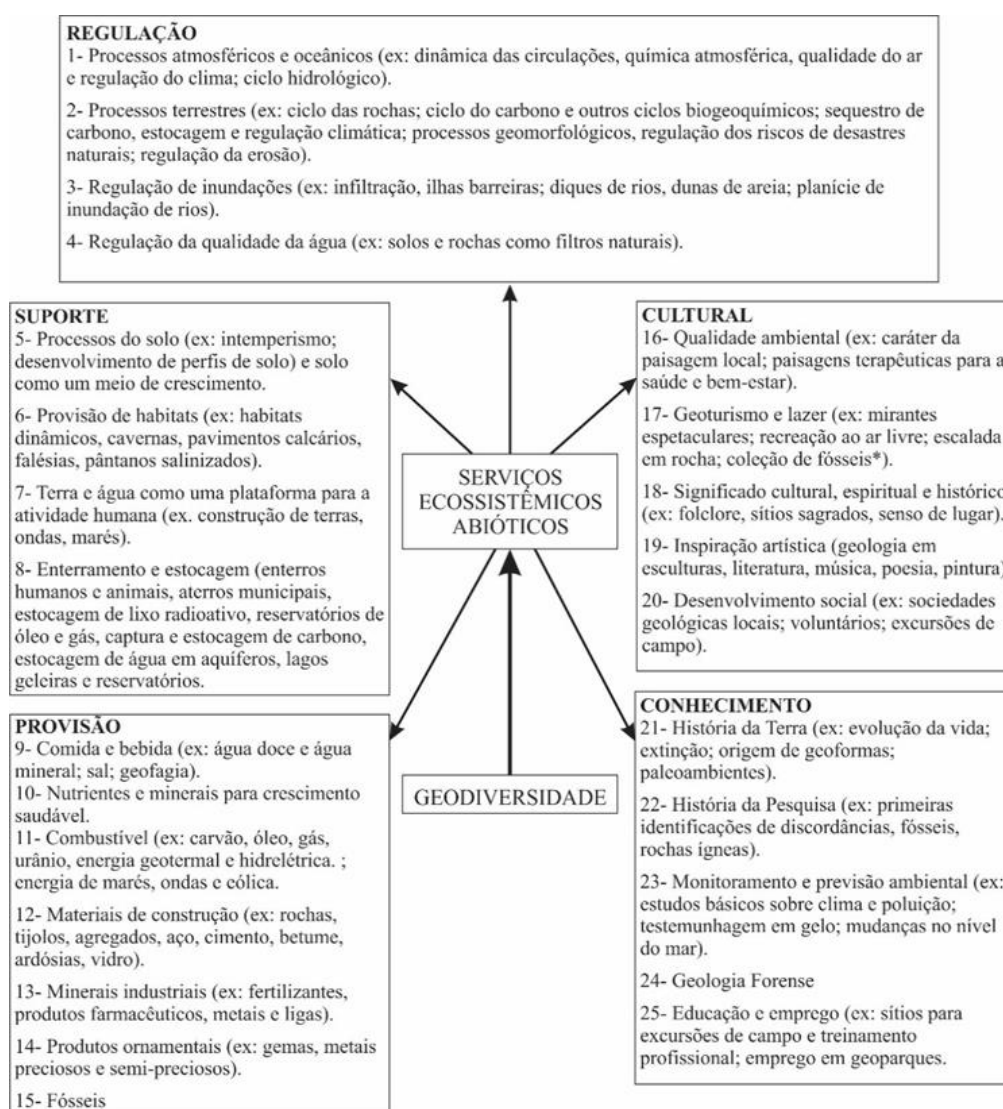 REGULAÇÃO
1- Processos atmosféricos e oceânicos (ex: dinâmica das circulações, química atmosférica, qualidade do ar
e regulação do clima; ciclo hidrológico).
2- Processos terrestres (ex: ciclo das rochas; ciclo do carbono e outros ciclos biogeoquímicos; sequestro de
carbono, estocagem e regulação climática; processos geomorfológicos, regulação dos riscos de desastres
naturais; regulação da erosão).
3- Regulação de inundações (ex: infiltração, ilhas barreiras; diques de rios, dunas de areia; planície de
inundação de rios).
4- Regulação da qualidade da água (ex: solos e rochas como filtros naturais).
SUPORTE
5- Processos do solo (ex: intemperismo;
desenvolvimento de perfis de solo) e solo
como um meio de crescimento.
6- Provisão de habitats (ex: habitats
dinâmicos, cavernas, pavimentos calcários,
falésias, pântanos salinizados).
7- Terra e água como uma plataforma para a
atividade humana (ex. construção de terras,
ondas, marés).
8- Enterramento e estocagem (enterros
humanos e animais, aterros municipais,
estocagem de lixo radioativo, reservatórios de
óleo e gás, captura e estocagem de carbono,
estocagem de água em aquíferos, lagos
geleiras e reservatórios.
PROVISÃO
9- Comida e bebida (ex: água doce e água
mineral; sal; geofagia).
10- Nutrientes e minerais para crescimento
saudável.
11- Combustível (ex: carvão, óleo, gás,
urânio, energia geotermal e hidrelétrica. ;
energia de marés, ondas e eólica.
12- Materiais de construção (ex: rochas,
tijolos, agregados, aço, cimento, betume,
ardósias, vidro).
13- Minerais industriais (ex: fertilizantes,
produtos farmacêuticos, metais e ligas).
14- Produtos ornamentais (ex: gemas, metais
preciosos e semi-preciosos).
15- Fósseis
SERVIÇOS
ECOSSISTÊMICOS
ABIÓTICOS
GEODIVERSIDADE
CULTURAL
16- Qualidade ambiental (ex: caráter da
paisagem local; paisagens terapêuticas para a
saúde e bem-estar).
17- Geoturismo e lazer (ex: mirantes
espetaculares; recreação ao ar livre; escalada
em rocha; coleção de fósseis*).
18- Significado cultural, espiritual e histórico
(ex: folclore, sítios sagrados, senso de lugar).
19- Inspiração artística (geologia em
esculturas, literatura, música, poesia, pintura)
20- Desenvolvimento social (ex: sociedades
geológicas locais; voluntários; excursões de
campo).
CONHECIMENTO
21- História da Terra (ex: evolução da vida;
extinção; origem de geoformas;
paleoambientes).
22- História da Pesquisa (ex: primeiras
identificações de discordâncias, fósseis,
rochas ígneas).
23- Monitoramento e previsão ambiental (ex:
estudos básicos sobre clima e poluição;
testemunhagem em gelo; mudanças no nível
do mar).
24- Geologia Forense
25- Educação e emprego (ex: sítios para
excursões de campo e treinamento
profissional; emprego em geoparques.